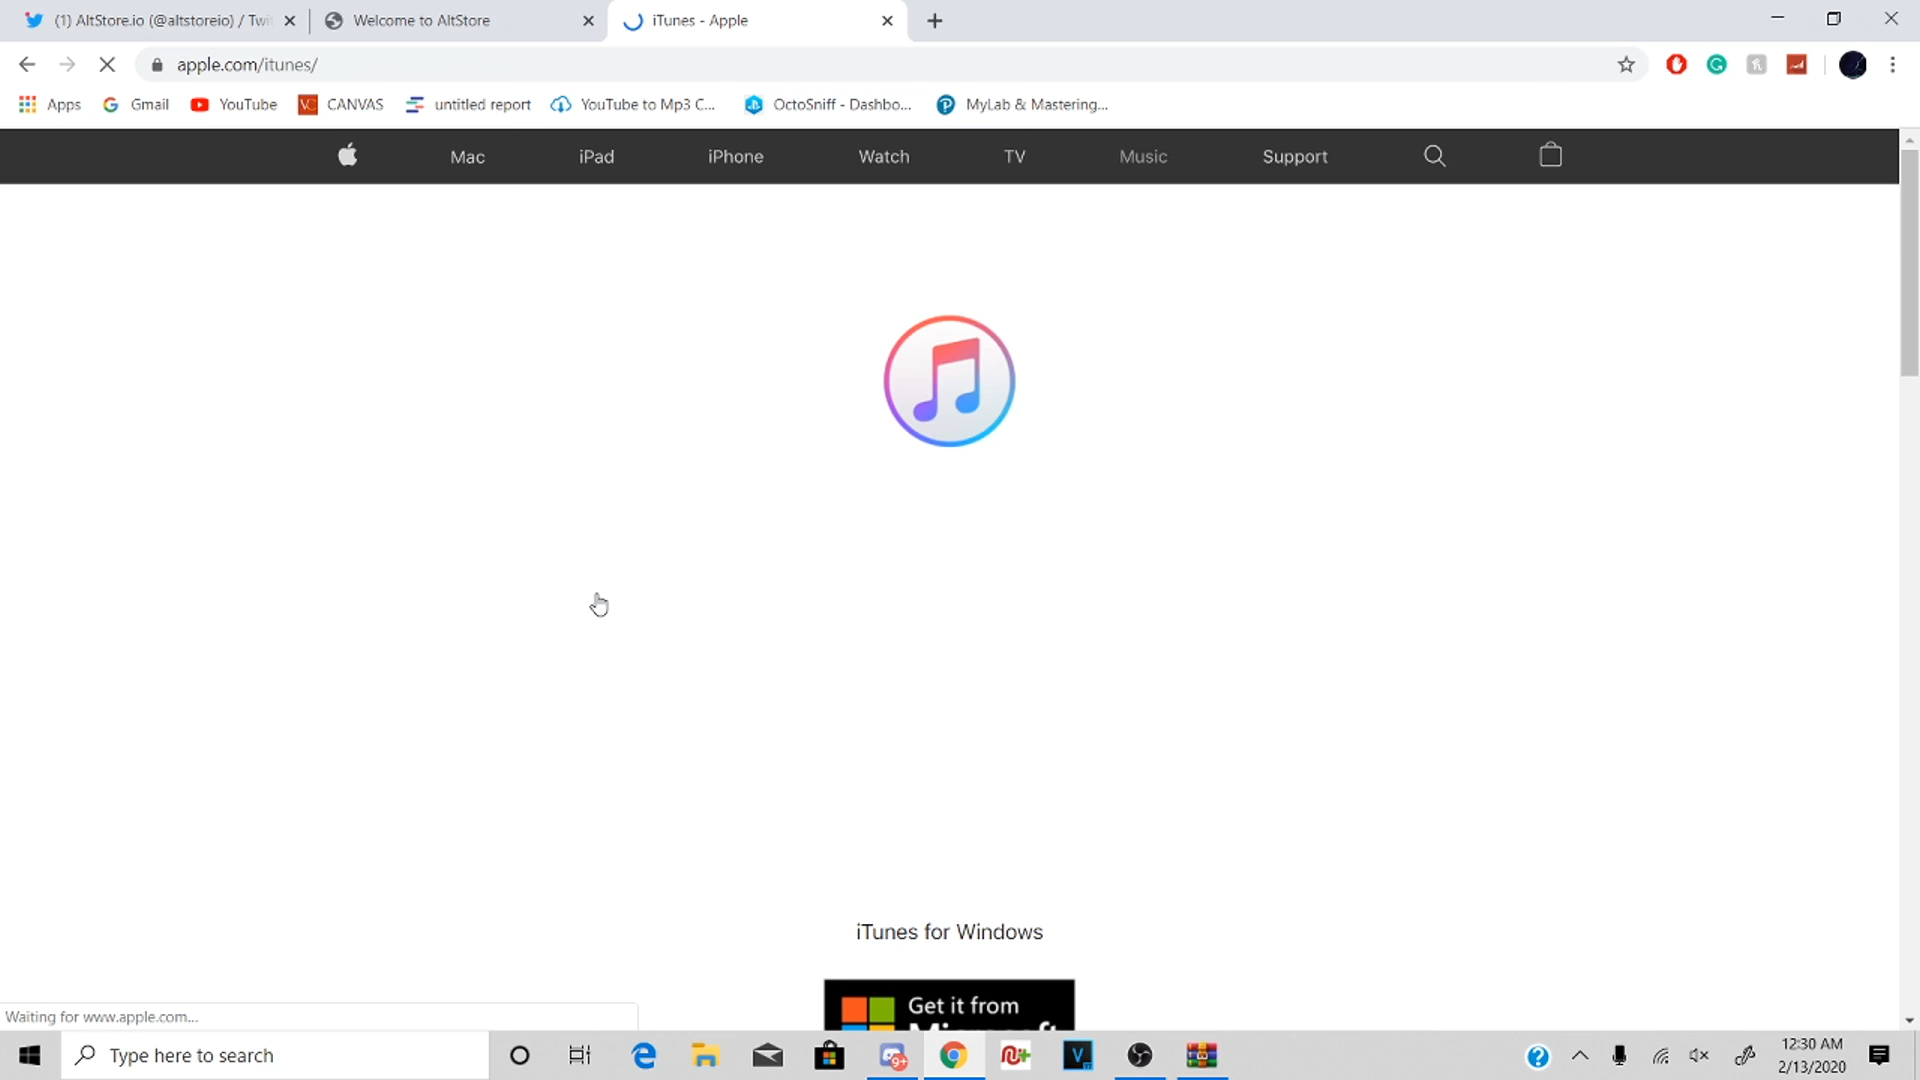 (1) AltStore.io (@altstoreio) / Twi
Welcome to AltStore
iTunes - Apple
apple.com/itunes/
Apps
Gmail
YouTube
CANVAS
untitled report
YouTube to Mp3 C...
OctoSniff - Dashbo...
MyLab & Mastering...
Mac
iPad
iPhone
Watch
TV
Music
Support
iTunes for Windows
Get it from
Microsoft
Waiting for www.apple.com...
Type here to search
9+
12:30 AM
2/13/2020